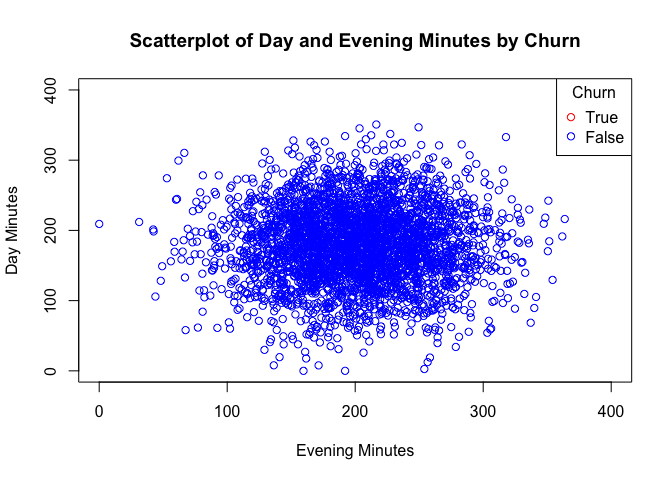 Scatterplot of Day and Evening Minutes by Churn
Churn
True
False
400
300
200
100
0
Day Minutes
0 100 200 300 400
Evening Minutes